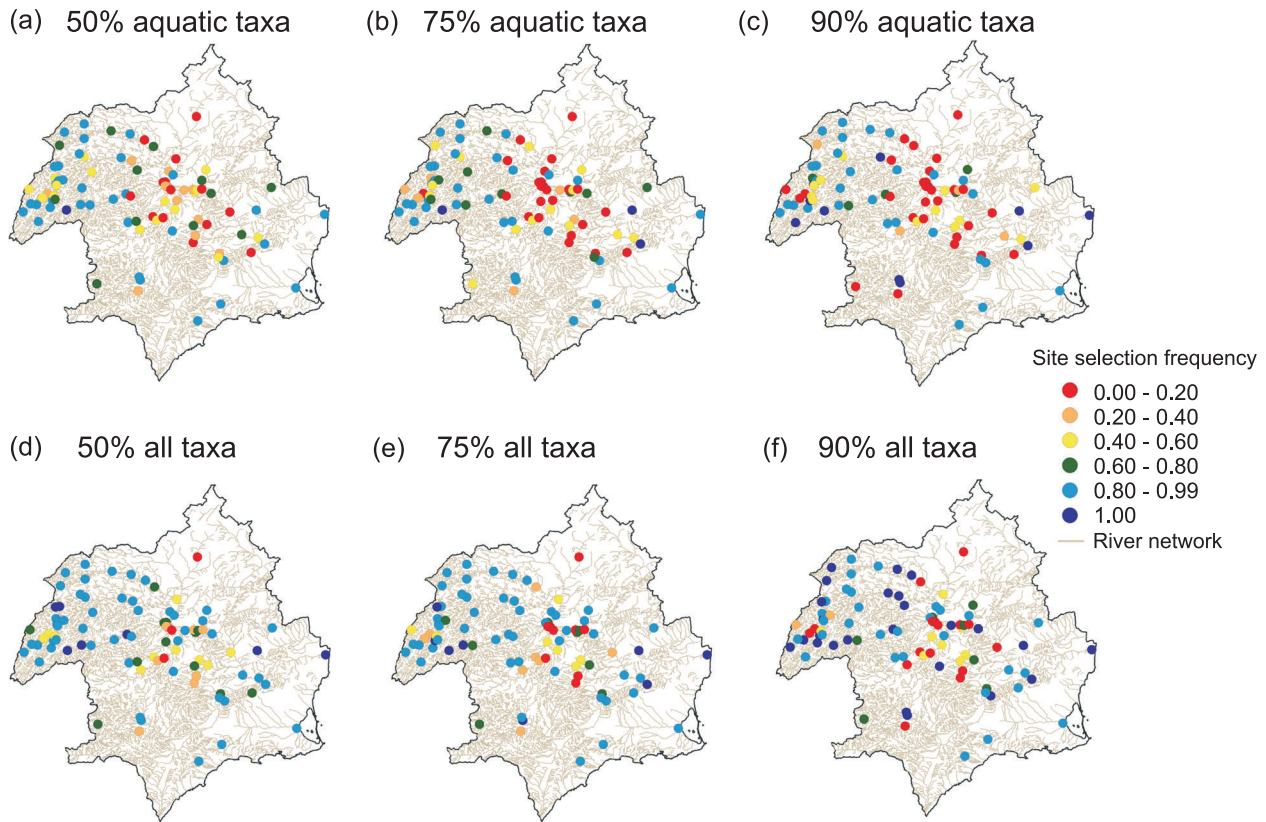 (a) 50% aquatic taxa
(b) 75% aquatic taxa
(c) 90% aquatic taxa
Site selection frequency
0.00 - 0.20
0.20 - 0.40
0.40 - 0.60
0.60 - 0.80
0.80 - 0.99
1.00
River network
(d) 50% all taxa
(e) 75% all taxa
(f) 90% all taxa